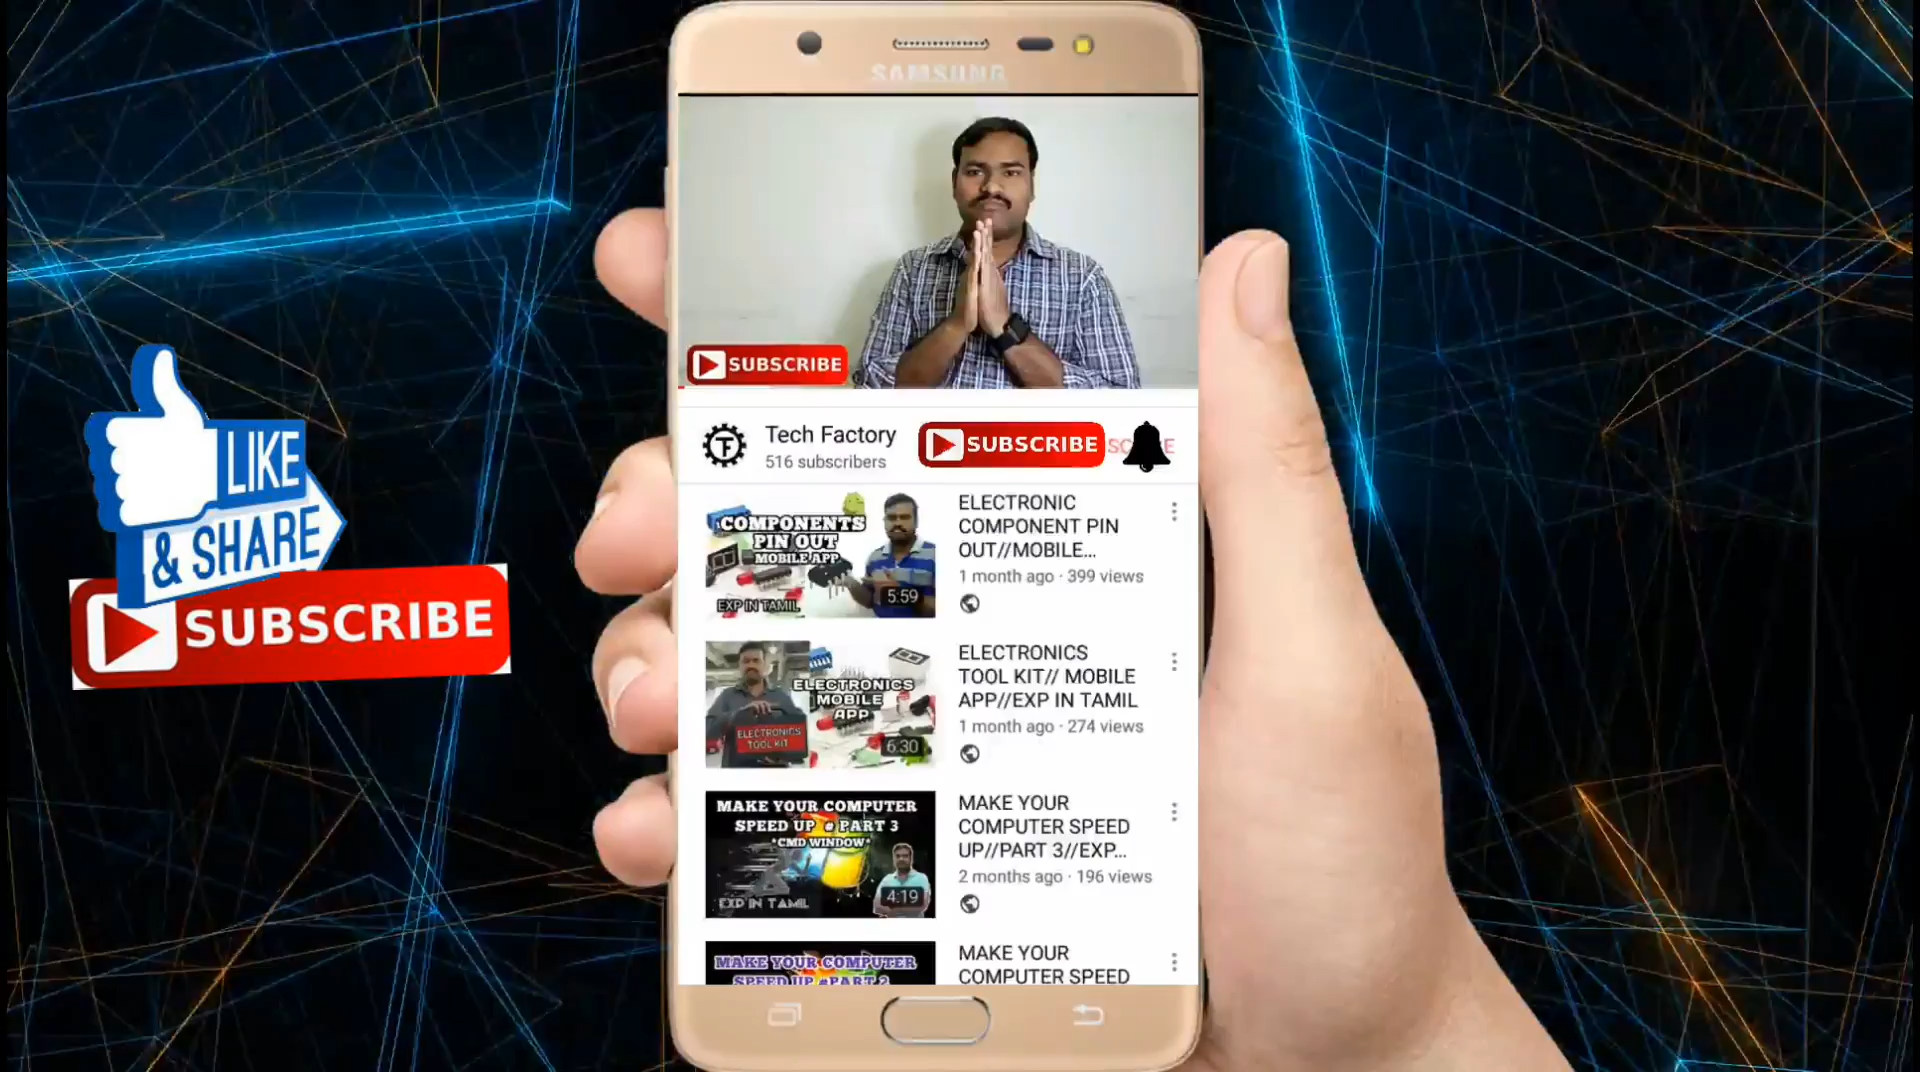 SAMSUNG
SUBSCRIBE
Tech Factory
516 subscribers
SUBSCRIBE
LIKE
& SHARE
SUBSCRIBE
COMPONENTS
PIN OUT
MOBILE APP
EXP IN TAMIL
5:59
ELECTRONIC
COMPONENT PIN
OUT//MOBILE...
1 month ago · 399 views
ELECTRONICS
MOBILE
APP
ELECTRONICS
TOOL KIT
6:30
ELECTRONICS
TOOL KIT// MOBILE
APP//EXP IN TAMIL
1 month ago · 274 views
MAKE YOUR COMPUTER
SPEED UP # PART 3
*CMD WINDOW*
EXP IN TAMIL
4:19
MAKE YOUR
COMPUTER SPEED
UP//PART 3//EXP...
2 months ago · 196 views
MAKE YOUR COMPUTER
SPEED UP #PART 2
MAKE YOUR
COMPUTER SPEED